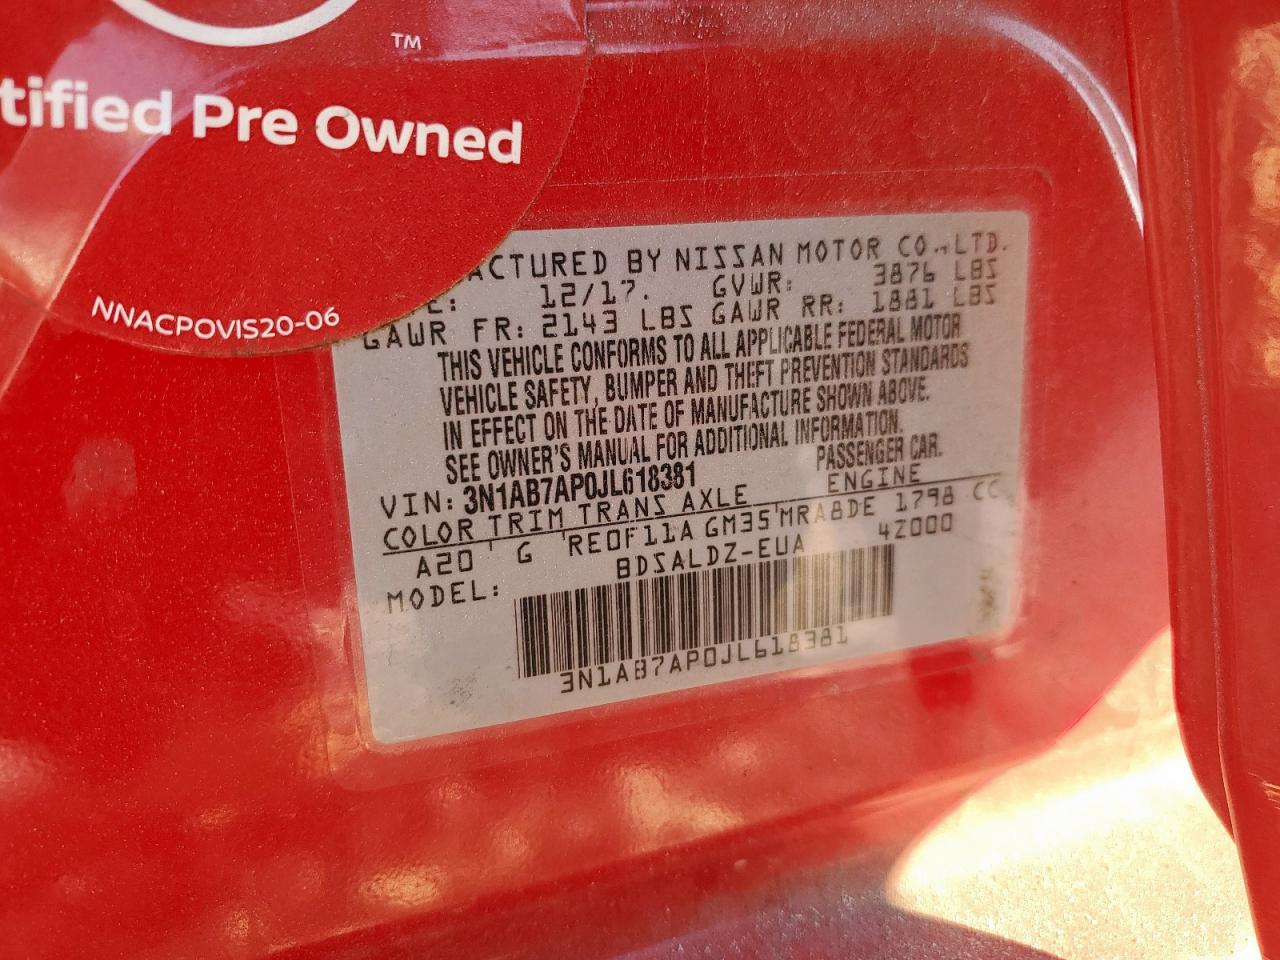 TM
tified Pre Owned
NNACPOVIS20-06
ACTURED BY NISSAN MOTOR CO.,LTD.
E: 12/17. GVWR: 3876 LBS
GAWR FR: 2143 LBS GAWR RR: 1881 LBS
THIS VEHICLE CONFORMS TO ALL APPLICABLE FEDERAL MOTOR
VEHICLE SAFETY, BUMPER AND THEFT PREVENTION STANDARDS
IN EFFECT ON THE DATE OF MANUFACTURE SHOWN ABOVE.
SEE OWNER'S MANUAL FOR ADDITIONAL INFORMATION.
VIN: 3N1AB7AP0JL618381 PASSENGER CAR.
COLOR TRIM TRANS AXLE ENGINE
A20 G RE0F11A GM35 MRA8DE 1798 CC
MODEL: BDSALDZ-EUA 4Z000
3N1AB7AP0JL618381